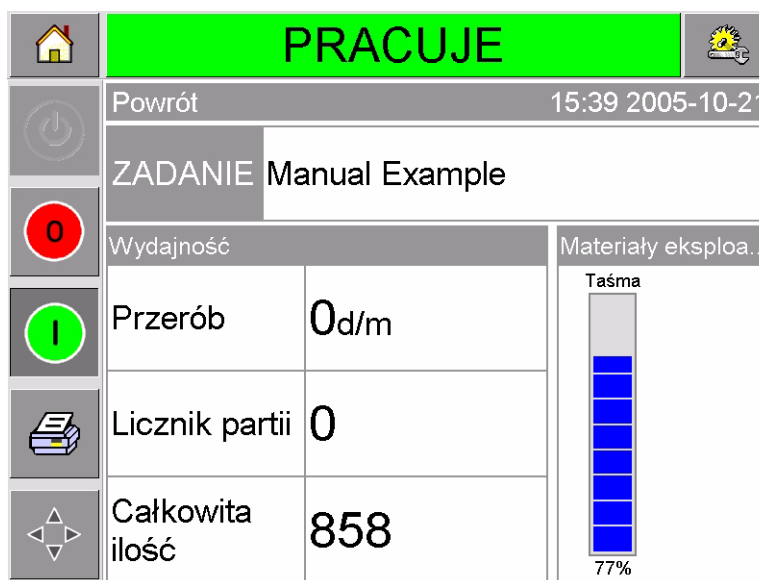 PRACUJE
Powrót 15:39 2005-10-21
ZADANIE Manual Example
0
Wydajność
Materiały eksploa...
Taśma
I
Przerób 0d/m
Licznik partii 0
Całkowita
ilość 858
77%